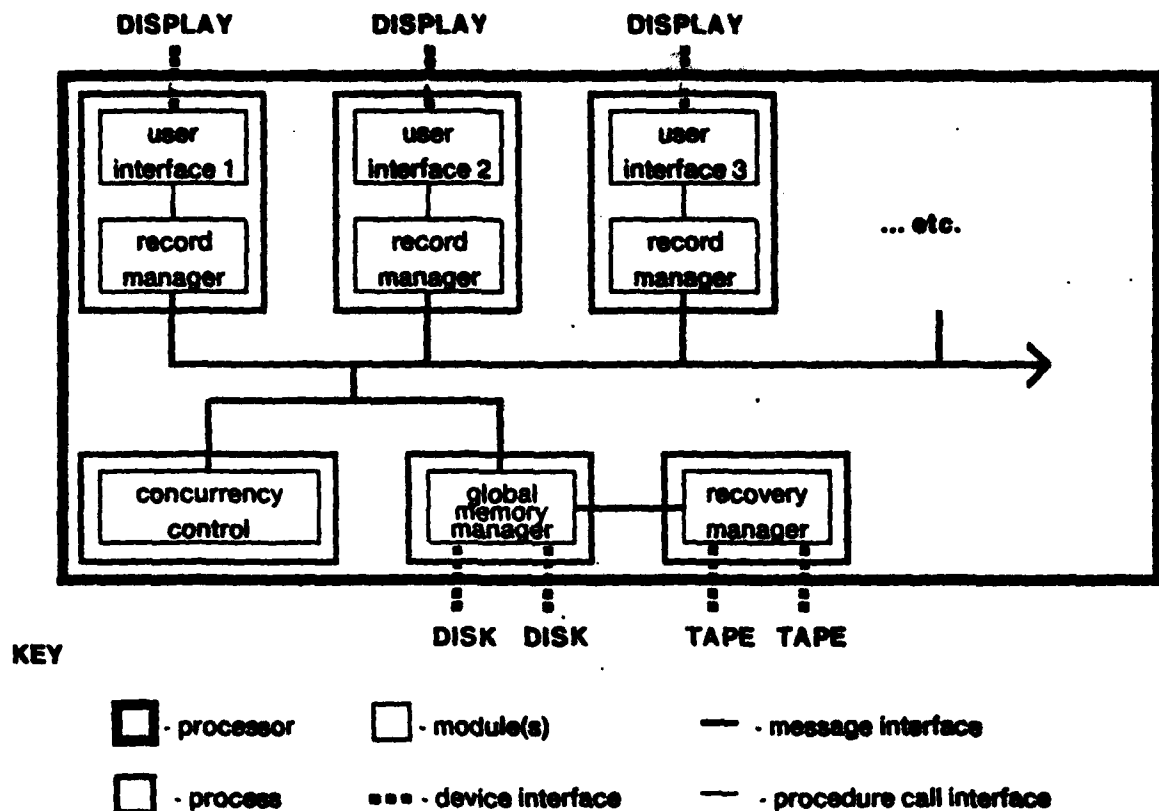 DISPLAY DISPLAY DISPLAY
user interface 1
user interface 2
user interface 3
record manager
record manager
record manager
... etc.
concurrency control
global memory manager
recovery manager
DISK DISK TAPE TAPE
KEY
- processor
- module(s)
- message interface
- process
- device interface
- procedure call interface